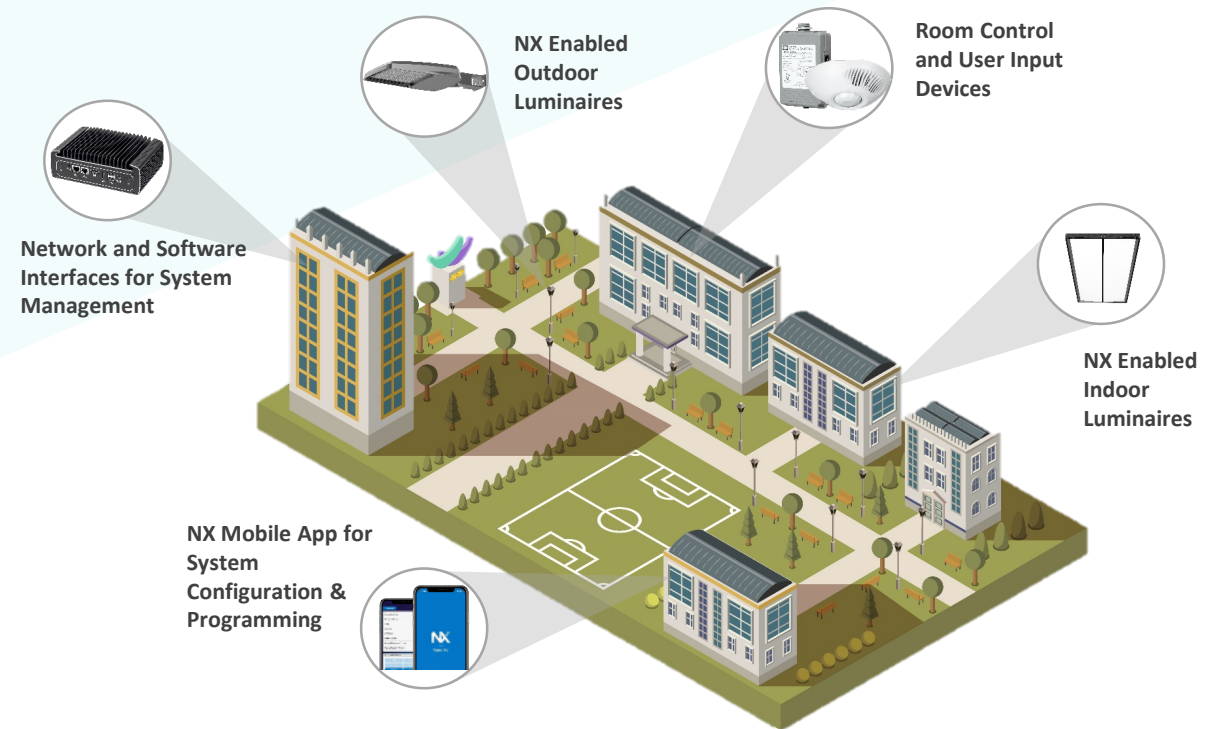 NX Enabled
Outdoor
Luminaires
Room Control
and User Input
Devices
Network and Software
Interfaces for System
Management
NX Enabled
Indoor
Luminaires
NX Mobile App for
System
Configuration &
Programming
NX